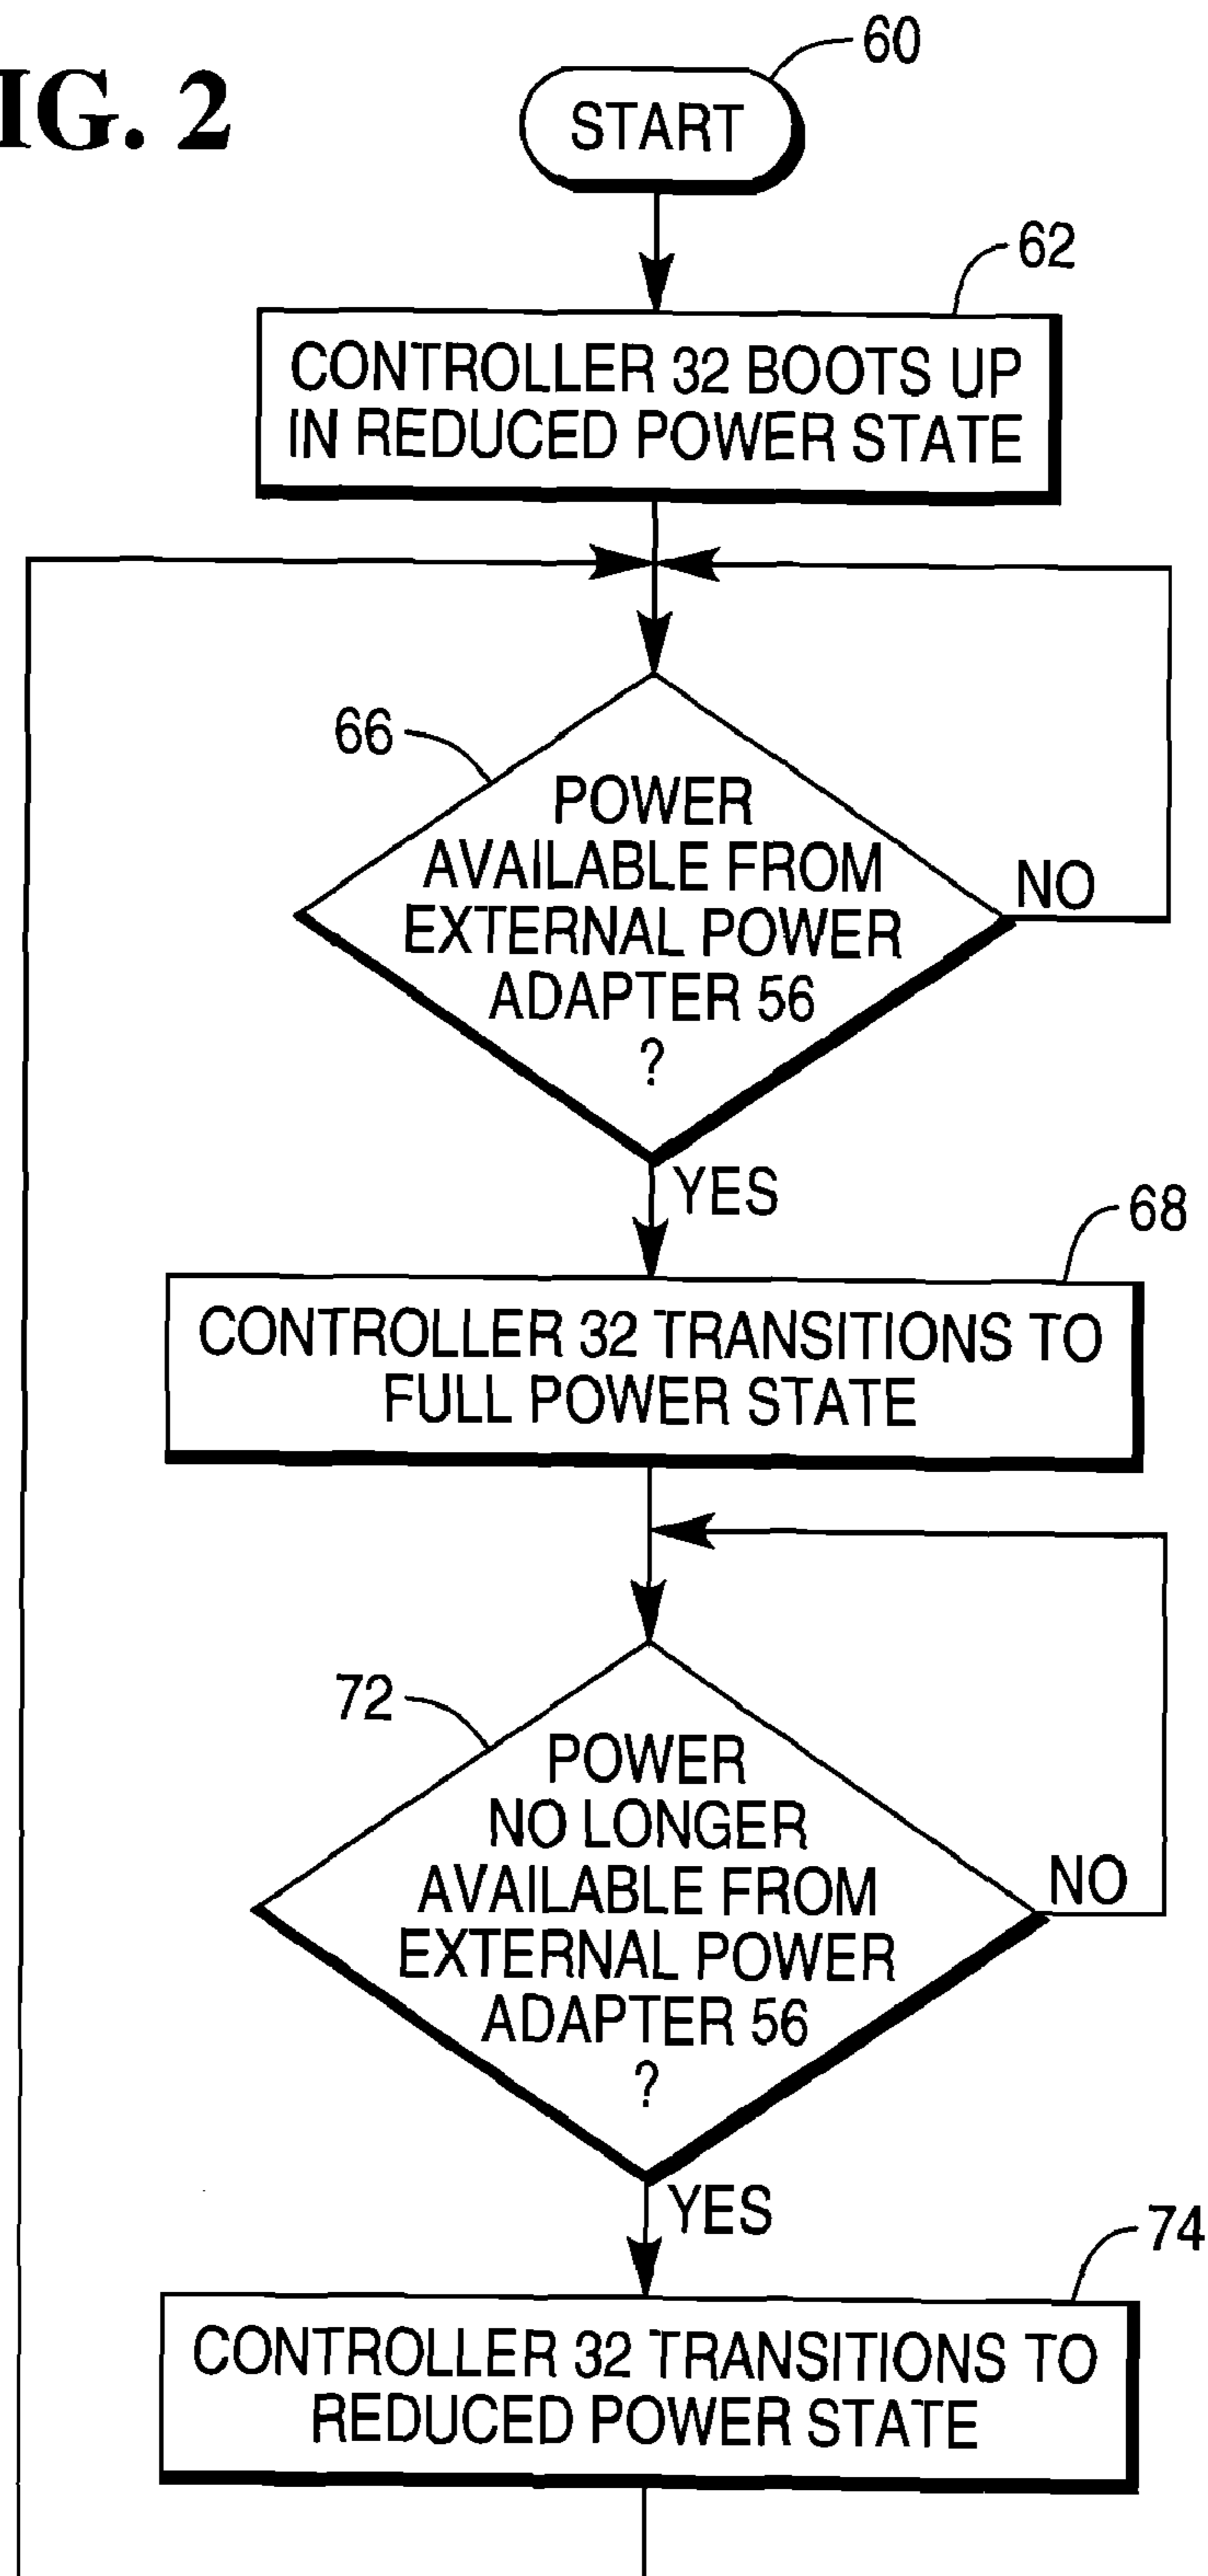 IG. 2
60
START
62
CONTROLLER 32 BOOTS UP
IN REDUCED POWER STATE
66
POWER
AVAILABLE FROM
EXTERNAL POWER
ADAPTER 56
?
NO
YES
68
CONTROLLER 32 TRANSITIONS TO
FULL POWER STATE
72
POWER
NO LONGER
AVAILABLE FROM
EXTERNAL POWER
ADAPTER 56
?
NO
YES
74
CONTROLLER 32 TRANSITIONS TO
REDUCED POWER STATE